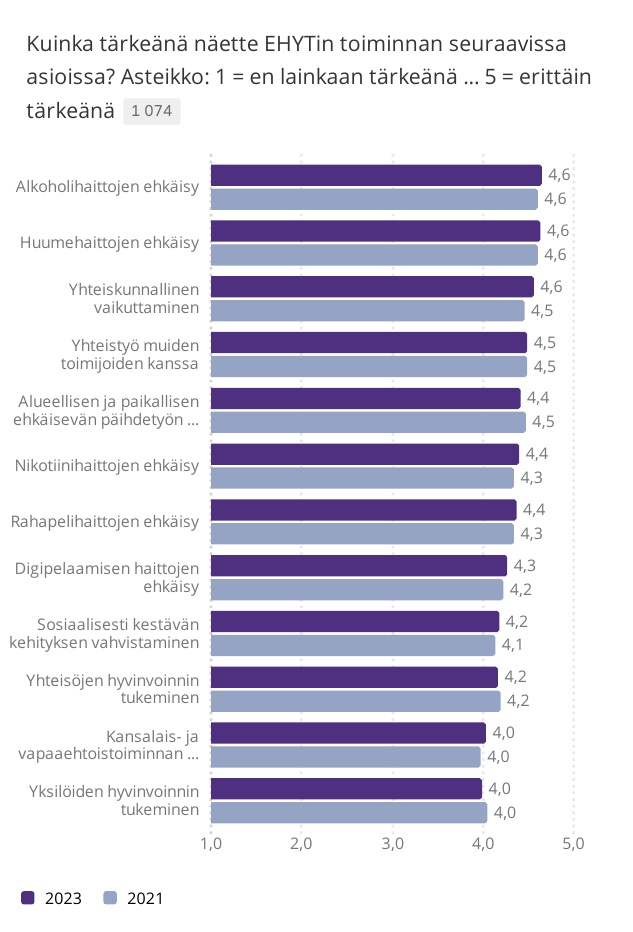 Kuinka tärkeänä näette EHYTin toiminnan seuraavissa
asioissa? Asteikko: 1 = en lainkaan tärkeänä ... 5 = erittäin
tärkeänä 1 074
Alkoholihaittojen ehkäisy
4,6
4,6
Huumehaittojen ehkäisy
4,6
4,6
Yhteiskunnallinen
vaikuttaminen
4,6
4,5
Yhteistyö muiden
toimijoiden kanssa
4,5
4,5
Alueellisen ja paikallisen
ehkäisevän päihdetyön ...
4,4
4,5
Nikotiinihaittojen ehkäisy
4,4
4,3
Rahapelihaittojen ehkäisy
4,4
4,3
Digipelaamisen haittojen
ehkäisy
4,3
4,2
Sosiaalisesti kestävän
kehityksen vahvistaminen
4,2
4,1
Yhteisöjen hyvinvoinnin
tukeminen
4,2
4,2
Kansalais- ja
vapaaehtoistoiminnan ...
4,0
4,0
Yksilöiden hyvinvoinnin
tukeminen
4,0
4,0
1,0 2,0 3,0 4,0 5,0
2023 2021